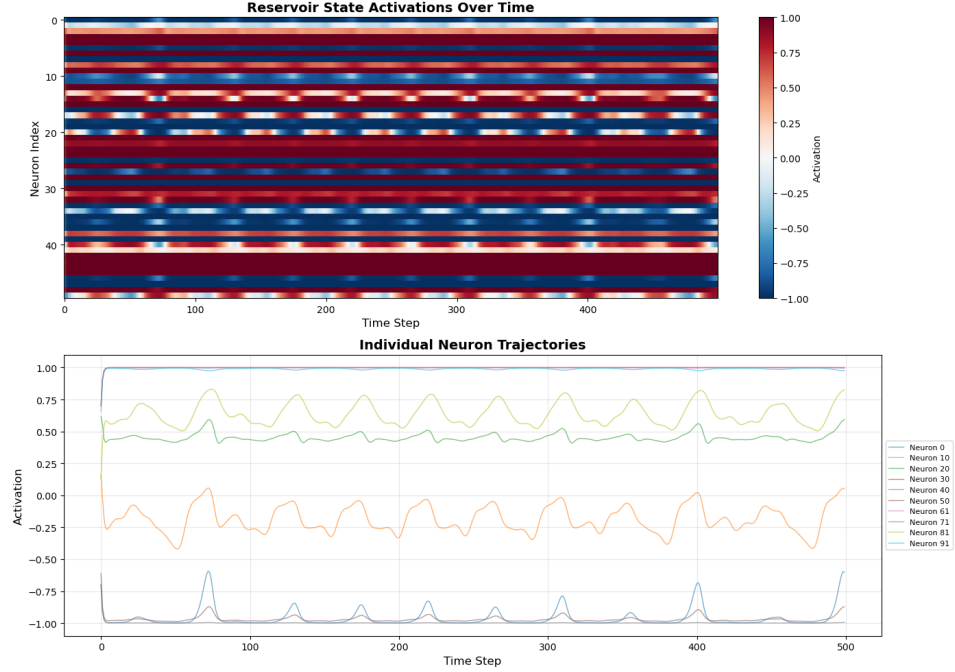 Reservoir State Activations Over Time
Neuron Index
0
10
20
30
40
0
100
200
300
400
Time Step
1.00
0.75
0.50
0.25
0.00
−0.25
−0.50
−0.75
−1.00
Activation
Individual Neuron Trajectories
Activation
1.00
0.75
0.50
0.25
0.00
−0.25
−0.50
−0.75
−1.00
0
100
200
300
400
500
Time Step
Neuron 0
Neuron 10
Neuron 20
Neuron 30
Neuron 40
Neuron 50
Neuron 61
Neuron 71
Neuron 81
Neuron 91